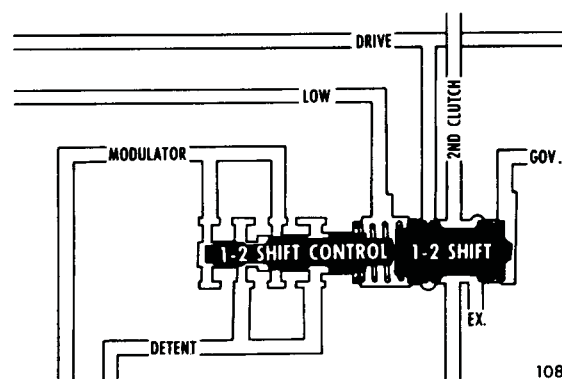 DRIVE
LOW
2ND CLUTCH
MODULATOR
GOV.
1-2 SHIFT CONTROL
1-2 SHIFT
EX.
DETENT
108